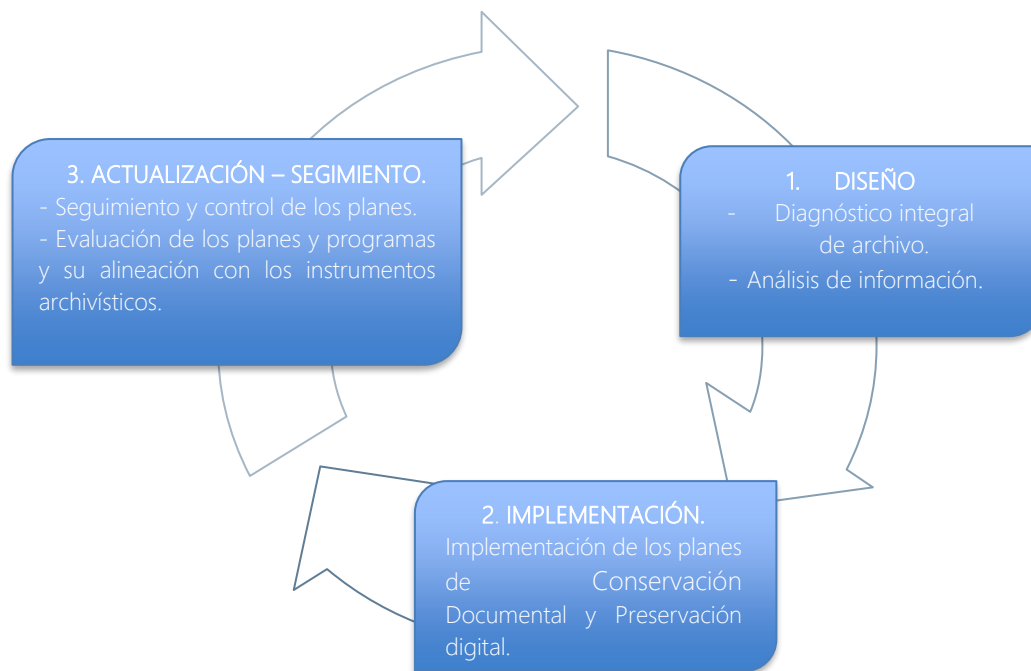 3. ACTUALIZACIÓN – SEGIMIENTO.
- Seguimiento y control de los planes.
- Evaluación de los planes y programas
y su alineación con los instrumentos
archivísticos.
1. DISEÑO
- Diagnóstico integral
de archivo.
- Análisis de información.
2. IMPLEMENTACIÓN.
Implementación de los planes
de Conservación
Documental y Preservación
digital.